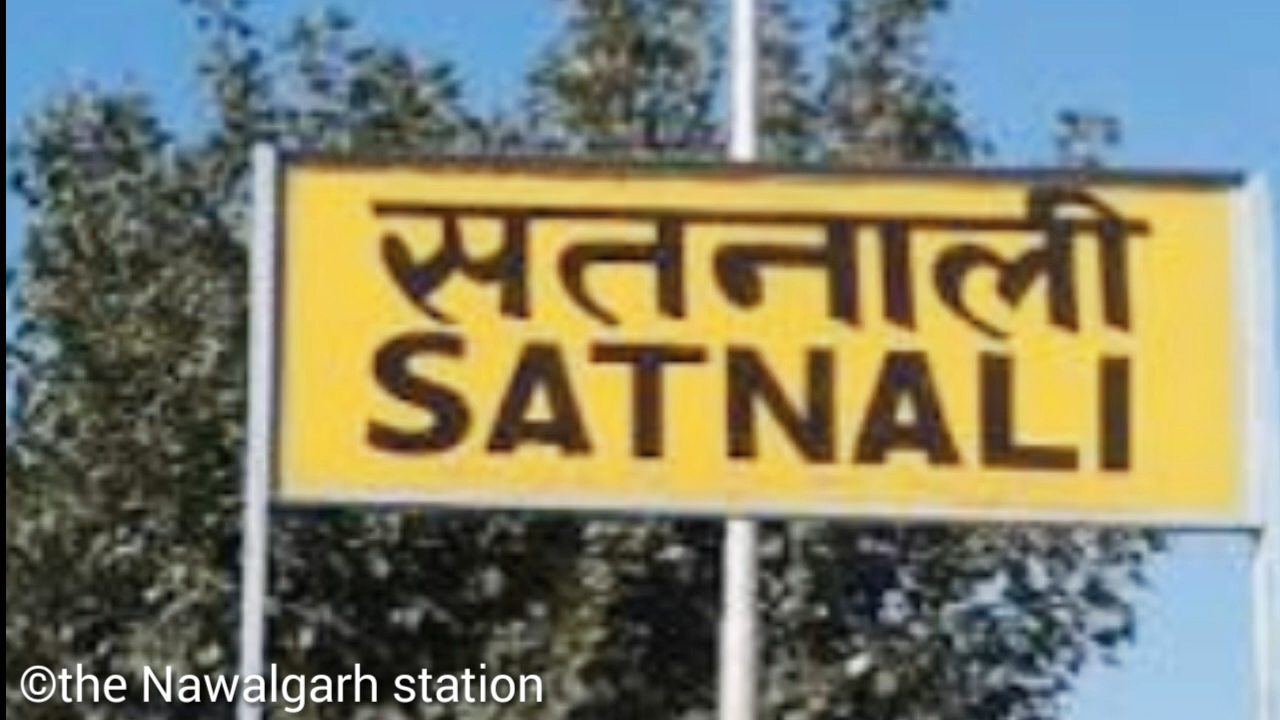 सतनाली
SATNALI
©the Nawalgarh station